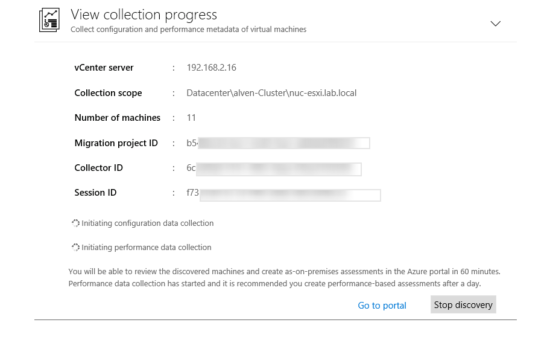 View collection progress
Collect configuration and performance metadata of virtual machines
vCenter server : 192.168.2.16
Collection scope : Datacenter\alven-Cluster\nuc-esxi.lab.local
Number of machines : 11
Migration project ID : b5
Collector ID : 6c
Session ID : f73
Initiating configuration data collection
Initiating performance data collection
You will be able to review the discovered machines and create as-on-premises assessments in the Azure portal in 60 minutes.
Performance data collection has started and it is recommended you create performance-based assessments after a day.
Go to portal Stop discovery